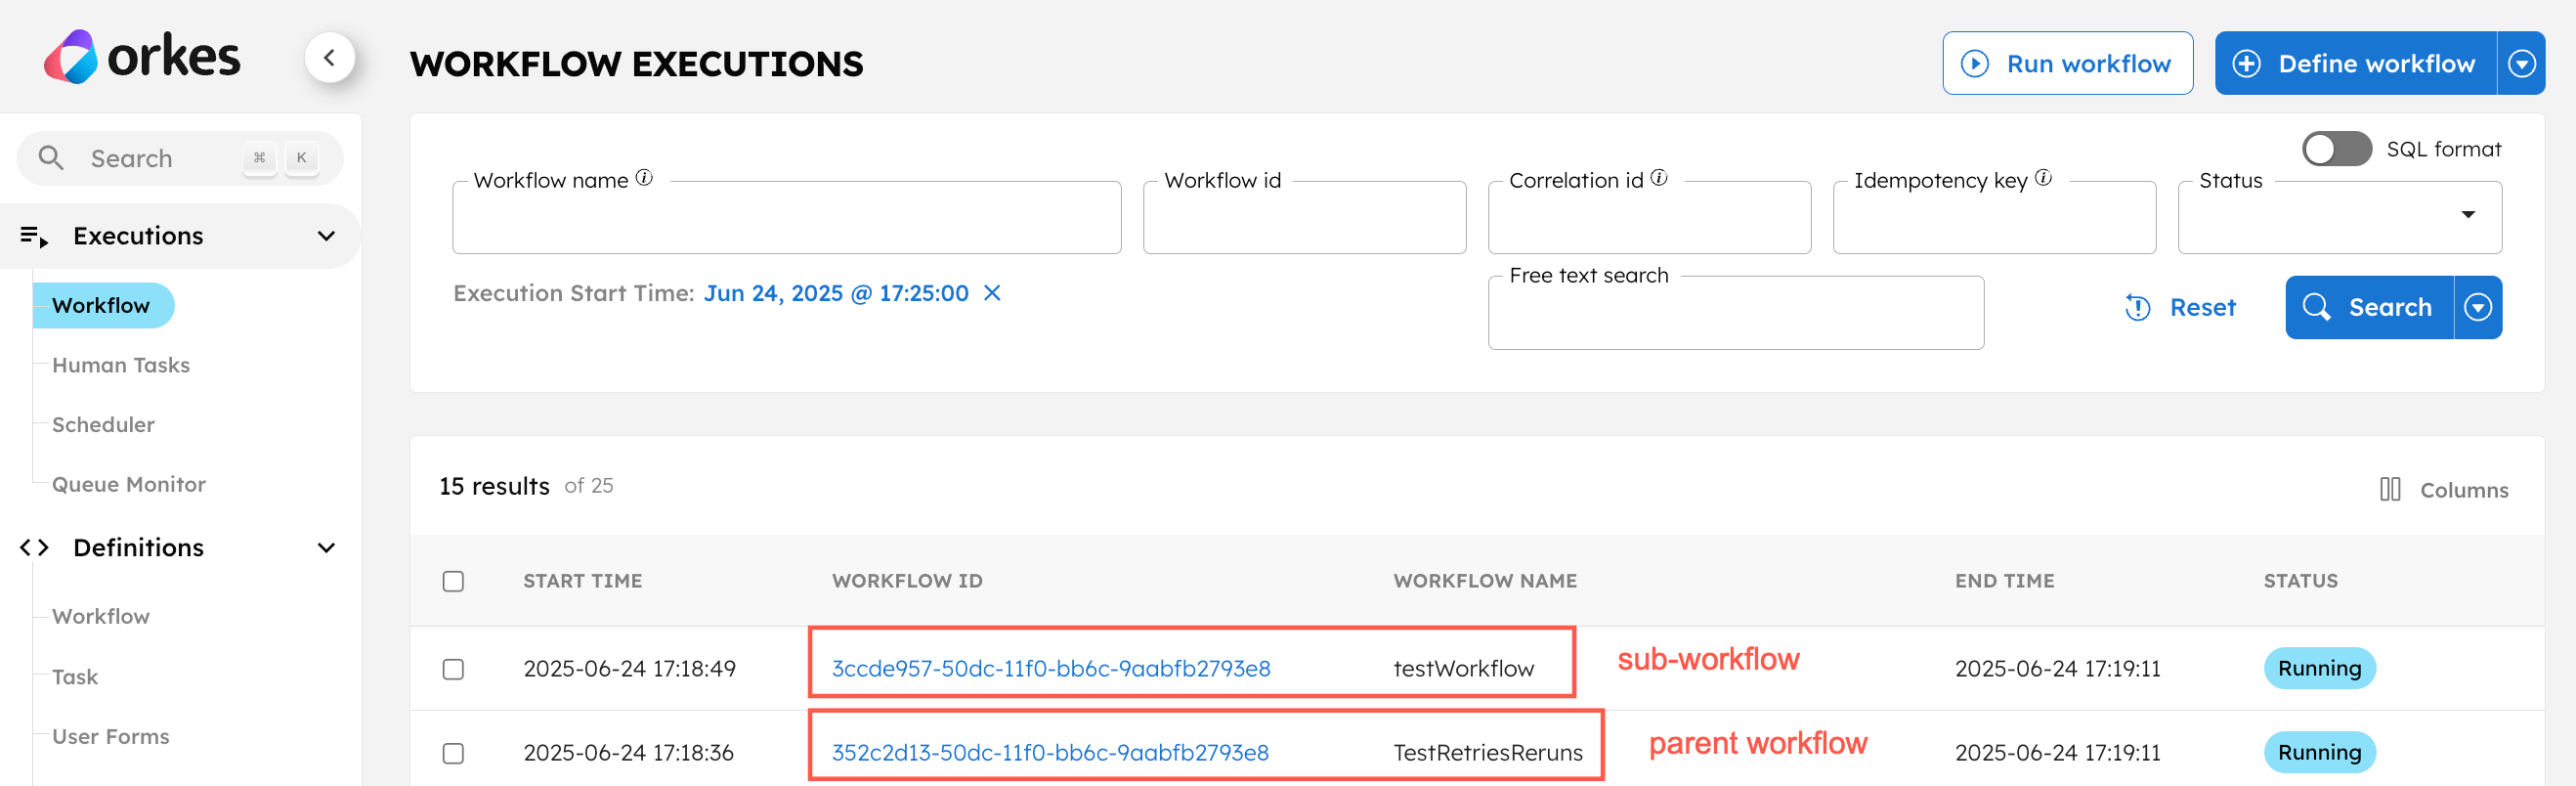 orkes
WORKFLOW EXECUTIONS
Run workflow
Define workflow
Search ⌘ K
Executions
Workflow
Human Tasks
Scheduler
Queue Monitor
Definitions
Workflow
Task
User Forms
SQL format
Workflow name
Workflow id
Correlation id
Idempotency key
Status
Execution Start Time: Jun 24, 2025 @ 17:25:00
Free text search
Reset
Search
15 results of 25
Columns
START TIME WORKFLOW ID WORKFLOW NAME END TIME STATUS
2025-06-24 17:18:49 3ccde957-50dc-11f0-bb6c-9aabfb2793e8 testWorkflow sub-workflow 2025-06-24 17:19:11 Running
2025-06-24 17:18:36 352c2d13-50dc-11f0-bb6c-9aabfb2793e8 TestRetriesReruns parent workflow 2025-06-24 17:19:11 Running